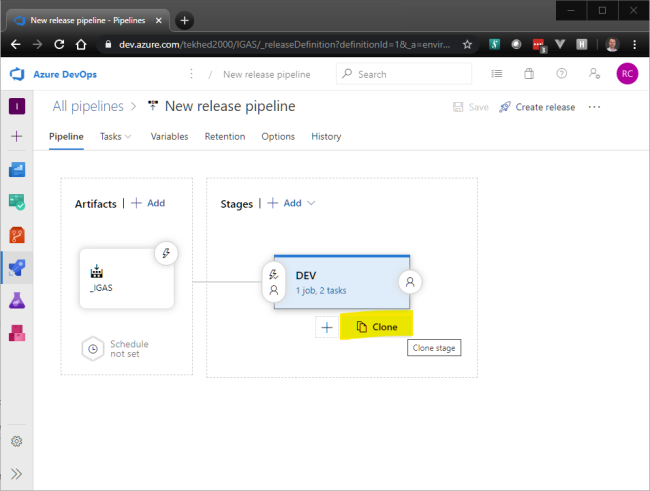 New release pipeline - Pipelines
dev.azure.com/tekhed2000/IGAS/_releaseDefinition?definitionId=1&_a=envir...
Azure DevOps / New release pipeline Search RC
I
All pipelines > New release pipeline Save Create release
Pipeline Tasks Variables Retention Options History
Artifacts | + Add
Stages | + Add
_IGAS
DEV
1 job, 2 tasks
Schedule
not set
Clone
Clone stage